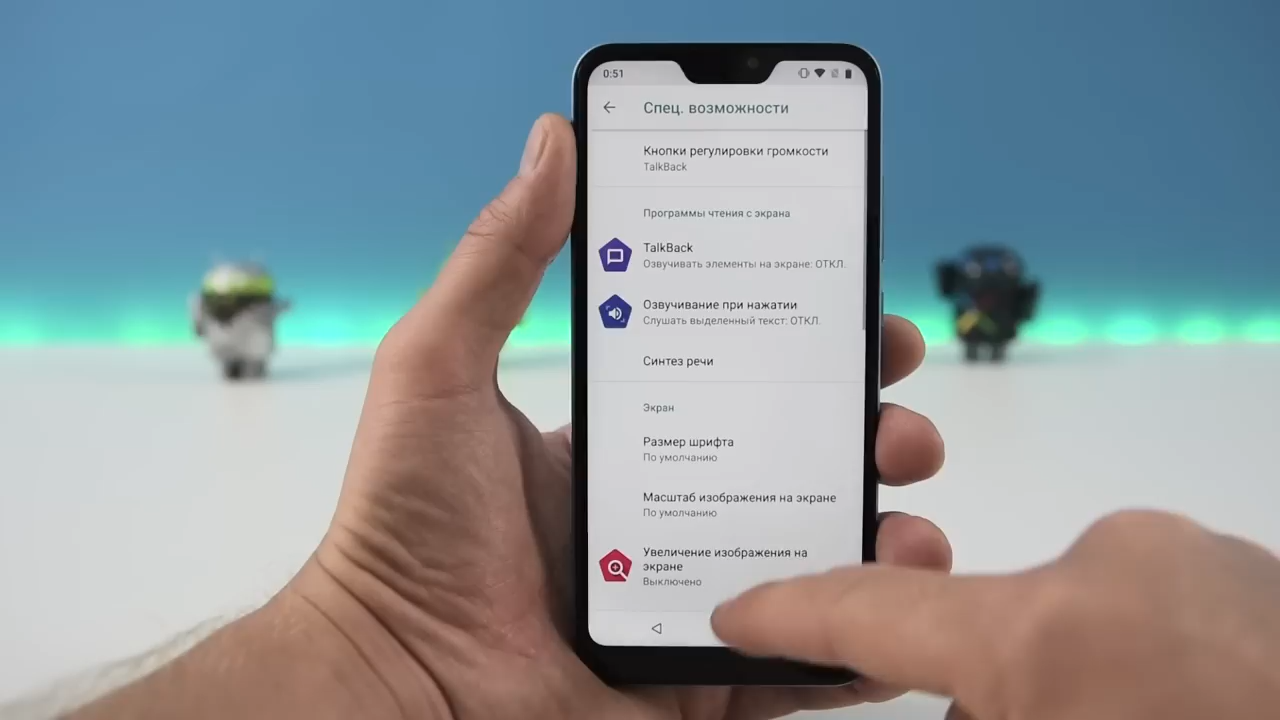 0:51
Спец. возможности
Кнопки регулировки громкости
TalkBack
Программы чтения с экрана
TalkBack
Озвучивать элементы на экране: ОТКЛ.
Озвучивание при нажатии
Слушать выделенный текст: ОТКЛ.
Синтез речи
Экран
Размер шрифта
По умолчанию
Масштаб изображения на экране
По умолчанию
Увеличение изображения на
экране
Выключено